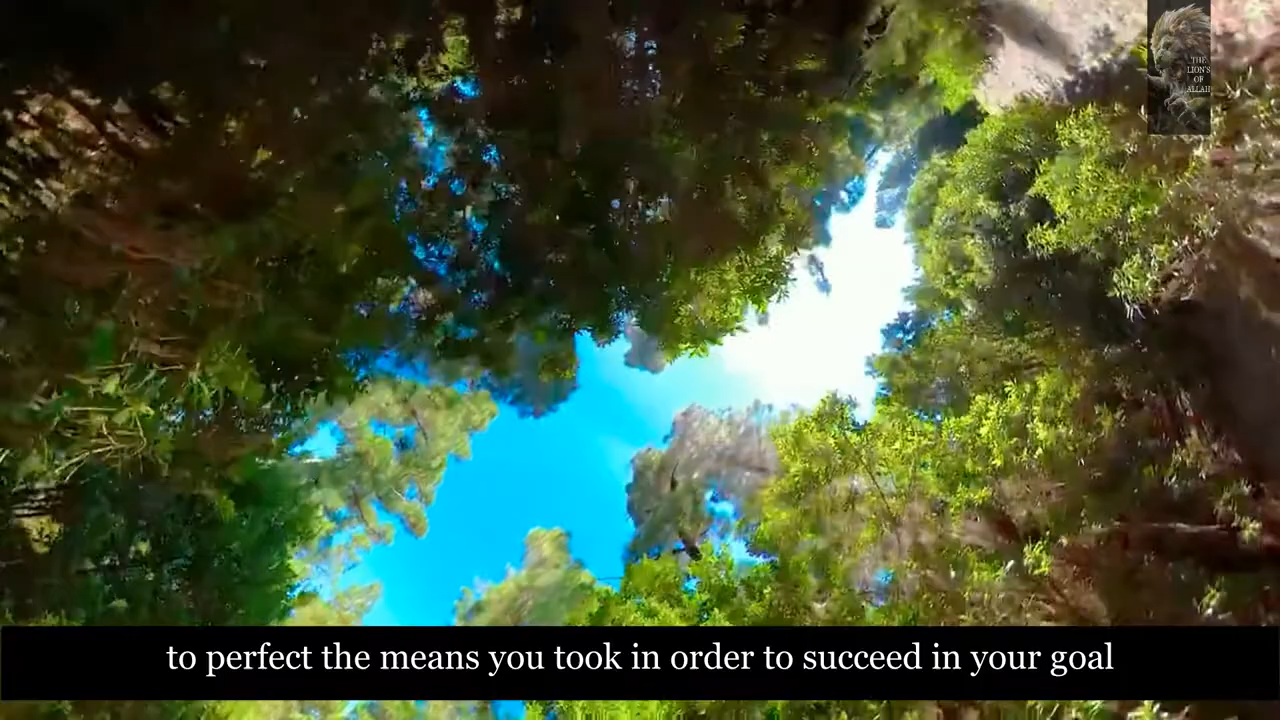 THE
LION'S
OF
ALLAH
to perfect the means you took in order to succeed in your goal